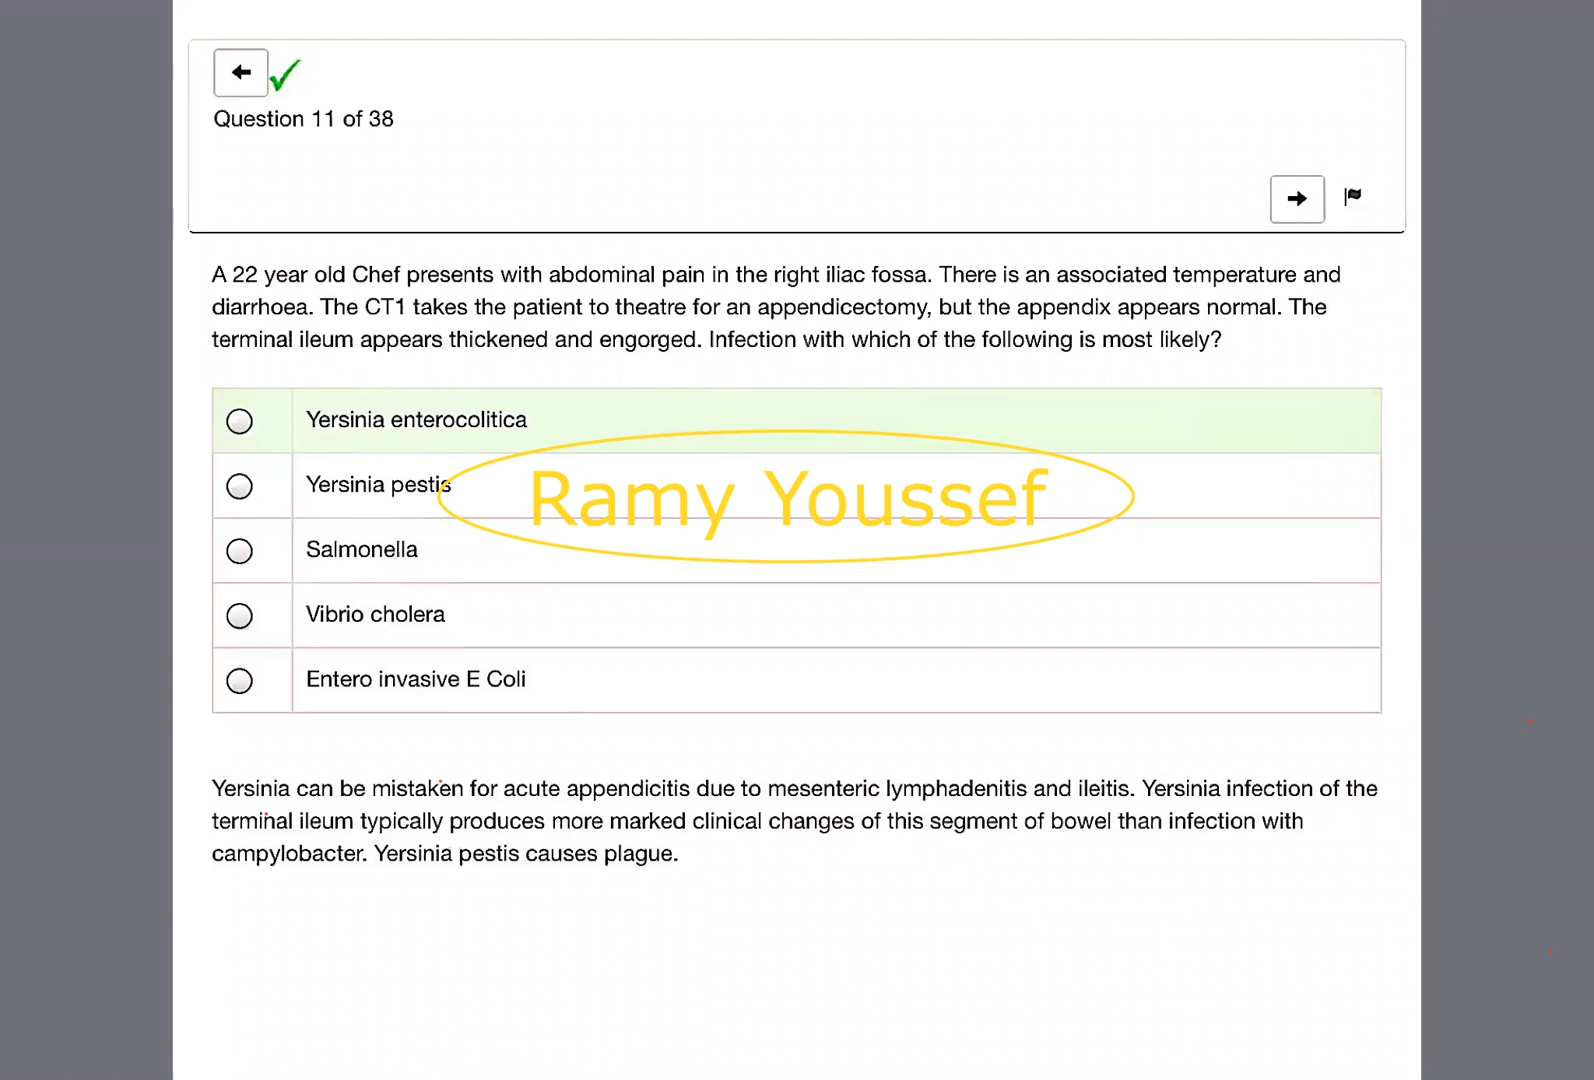 Question 11 of 38
A 22 year old Chef presents with abdominal pain in the right iliac fossa. There is an associated temperature and
diarrhoea. The CT1 takes the patient to theatre for an appendicectomy, but the appendix appears normal. The
terminal ileum appears thickened and engorged. Infection with which of the following is most likely?
Yersinia enterocolitica
Yersinia pestis
Ramy Youssef
Salmonella
Vibrio cholera
Entero invasive E Coli
Yersinia can be mistaken for acute appendicitis due to mesenteric lymphadenitis and ileitis. Yersinia infection of the
terminal ileum typically produces more marked clinical changes of this segment of bowel than infection with
campylobacter. Yersinia pestis causes plague.